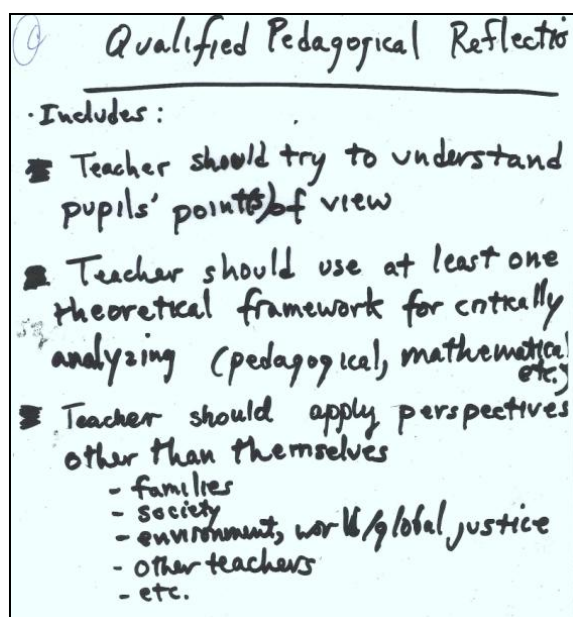 Qualified Pedagogical Reflectio
· Includes:
Teacher should try to understand
pupils' point(s) of view
Teacher should use at least one
theoretical framework for critically
analyzing (pedagogical, mathematical
etc.)
Teacher should apply perspectives
other than themselves
- families
- society
- environment, world/global justice
- other teachers
- etc.